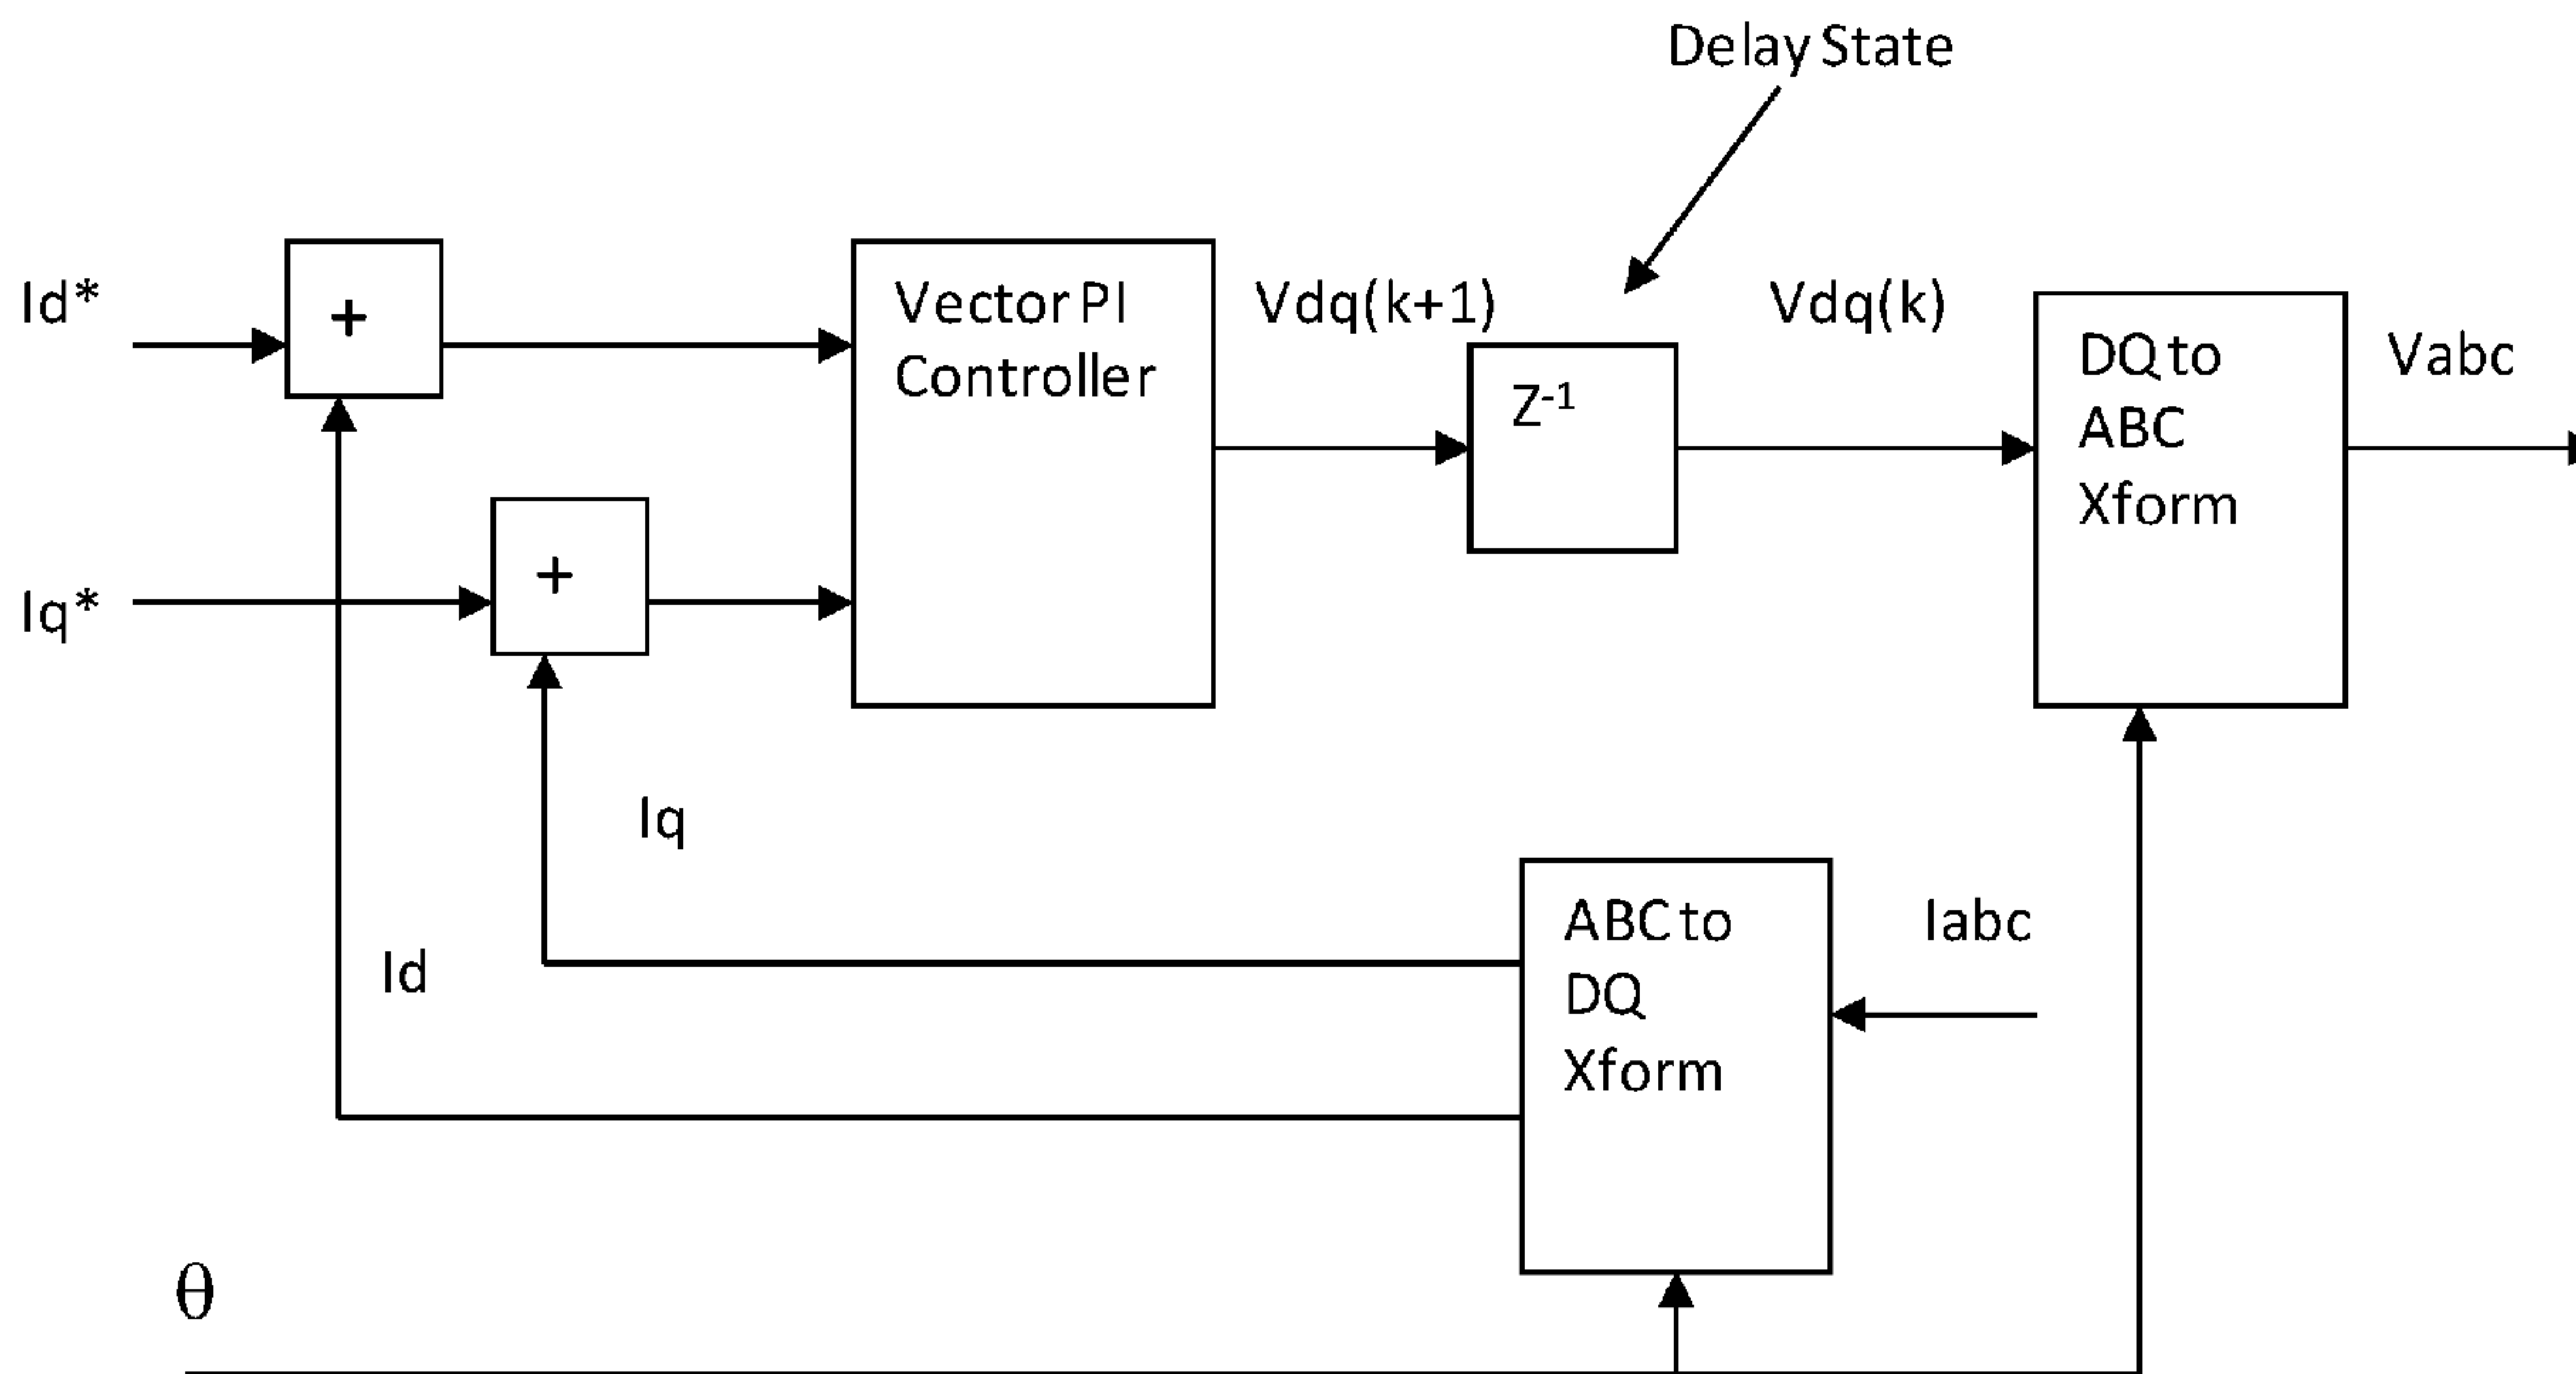 Delay State
Id*
+
Vector PI
Controller
Vdq(k+1)
Z-1
Vdq(k)
DQ to
ABC
Xform
Vabc
Iq*
+
Iq
Id
ABC to
DQ
Xform
Iabc
θ